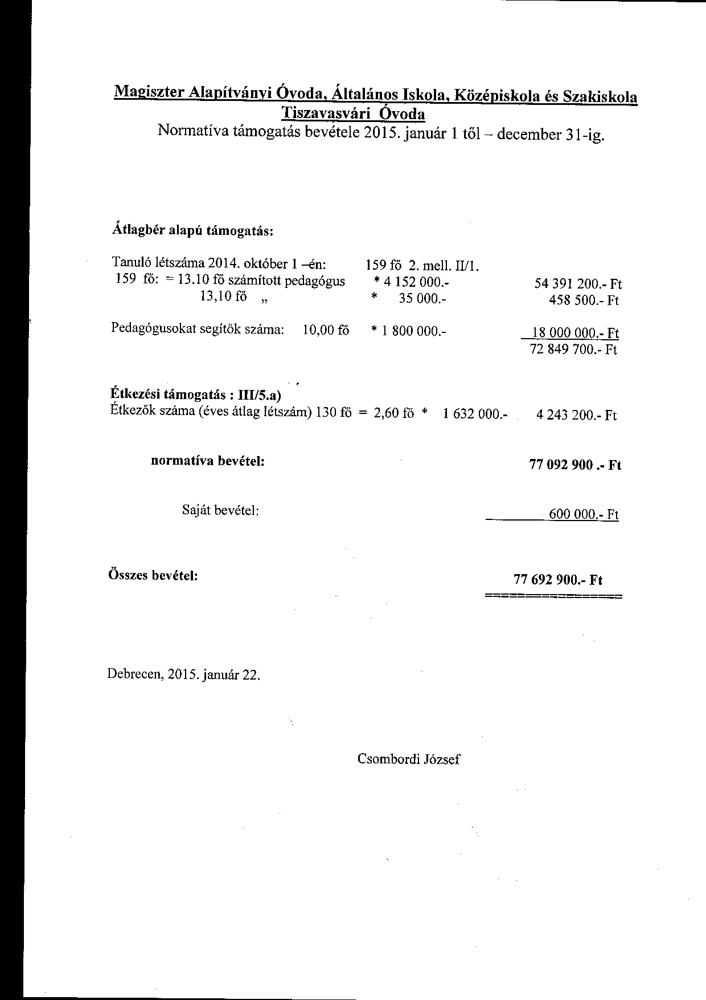 Magiszter Alapítványi Óvoda, Általános Iskola, Középiskola és Szakiskola
Tiszavasvári Óvoda
Normatíva támogatás bevétele 2015. január 1 től – december 31-ig.
Átlagbér alapú támogatás:
Tanuló létszáma 2014. október 1 –én: 159 fő 2. mell. II/1.
159 fő: = 13.10 fő számított pedagógus * 4 152 000.- 54 391 200.- Ft
13,10 fő „ * 35 000.- 458 500.- Ft
Pedagógusokat segítők száma: 10,00 fő * 1 800 000.- 18 000 000.- Ft
72 849 700.- Ft
Étkezési támogatás : III/5.a)
Étkezők száma (éves átlag létszám) 130 fő = 2,60 fő * 1 632 000.- 4 243 200.- Ft
normatíva bevétel: 77 092 900 .- Ft
Saját bevétel: 600 000.- Ft
Összes bevétel: 77 692 900.- Ft
==================
Debrecen, 2015. január 22.
Csombordi József